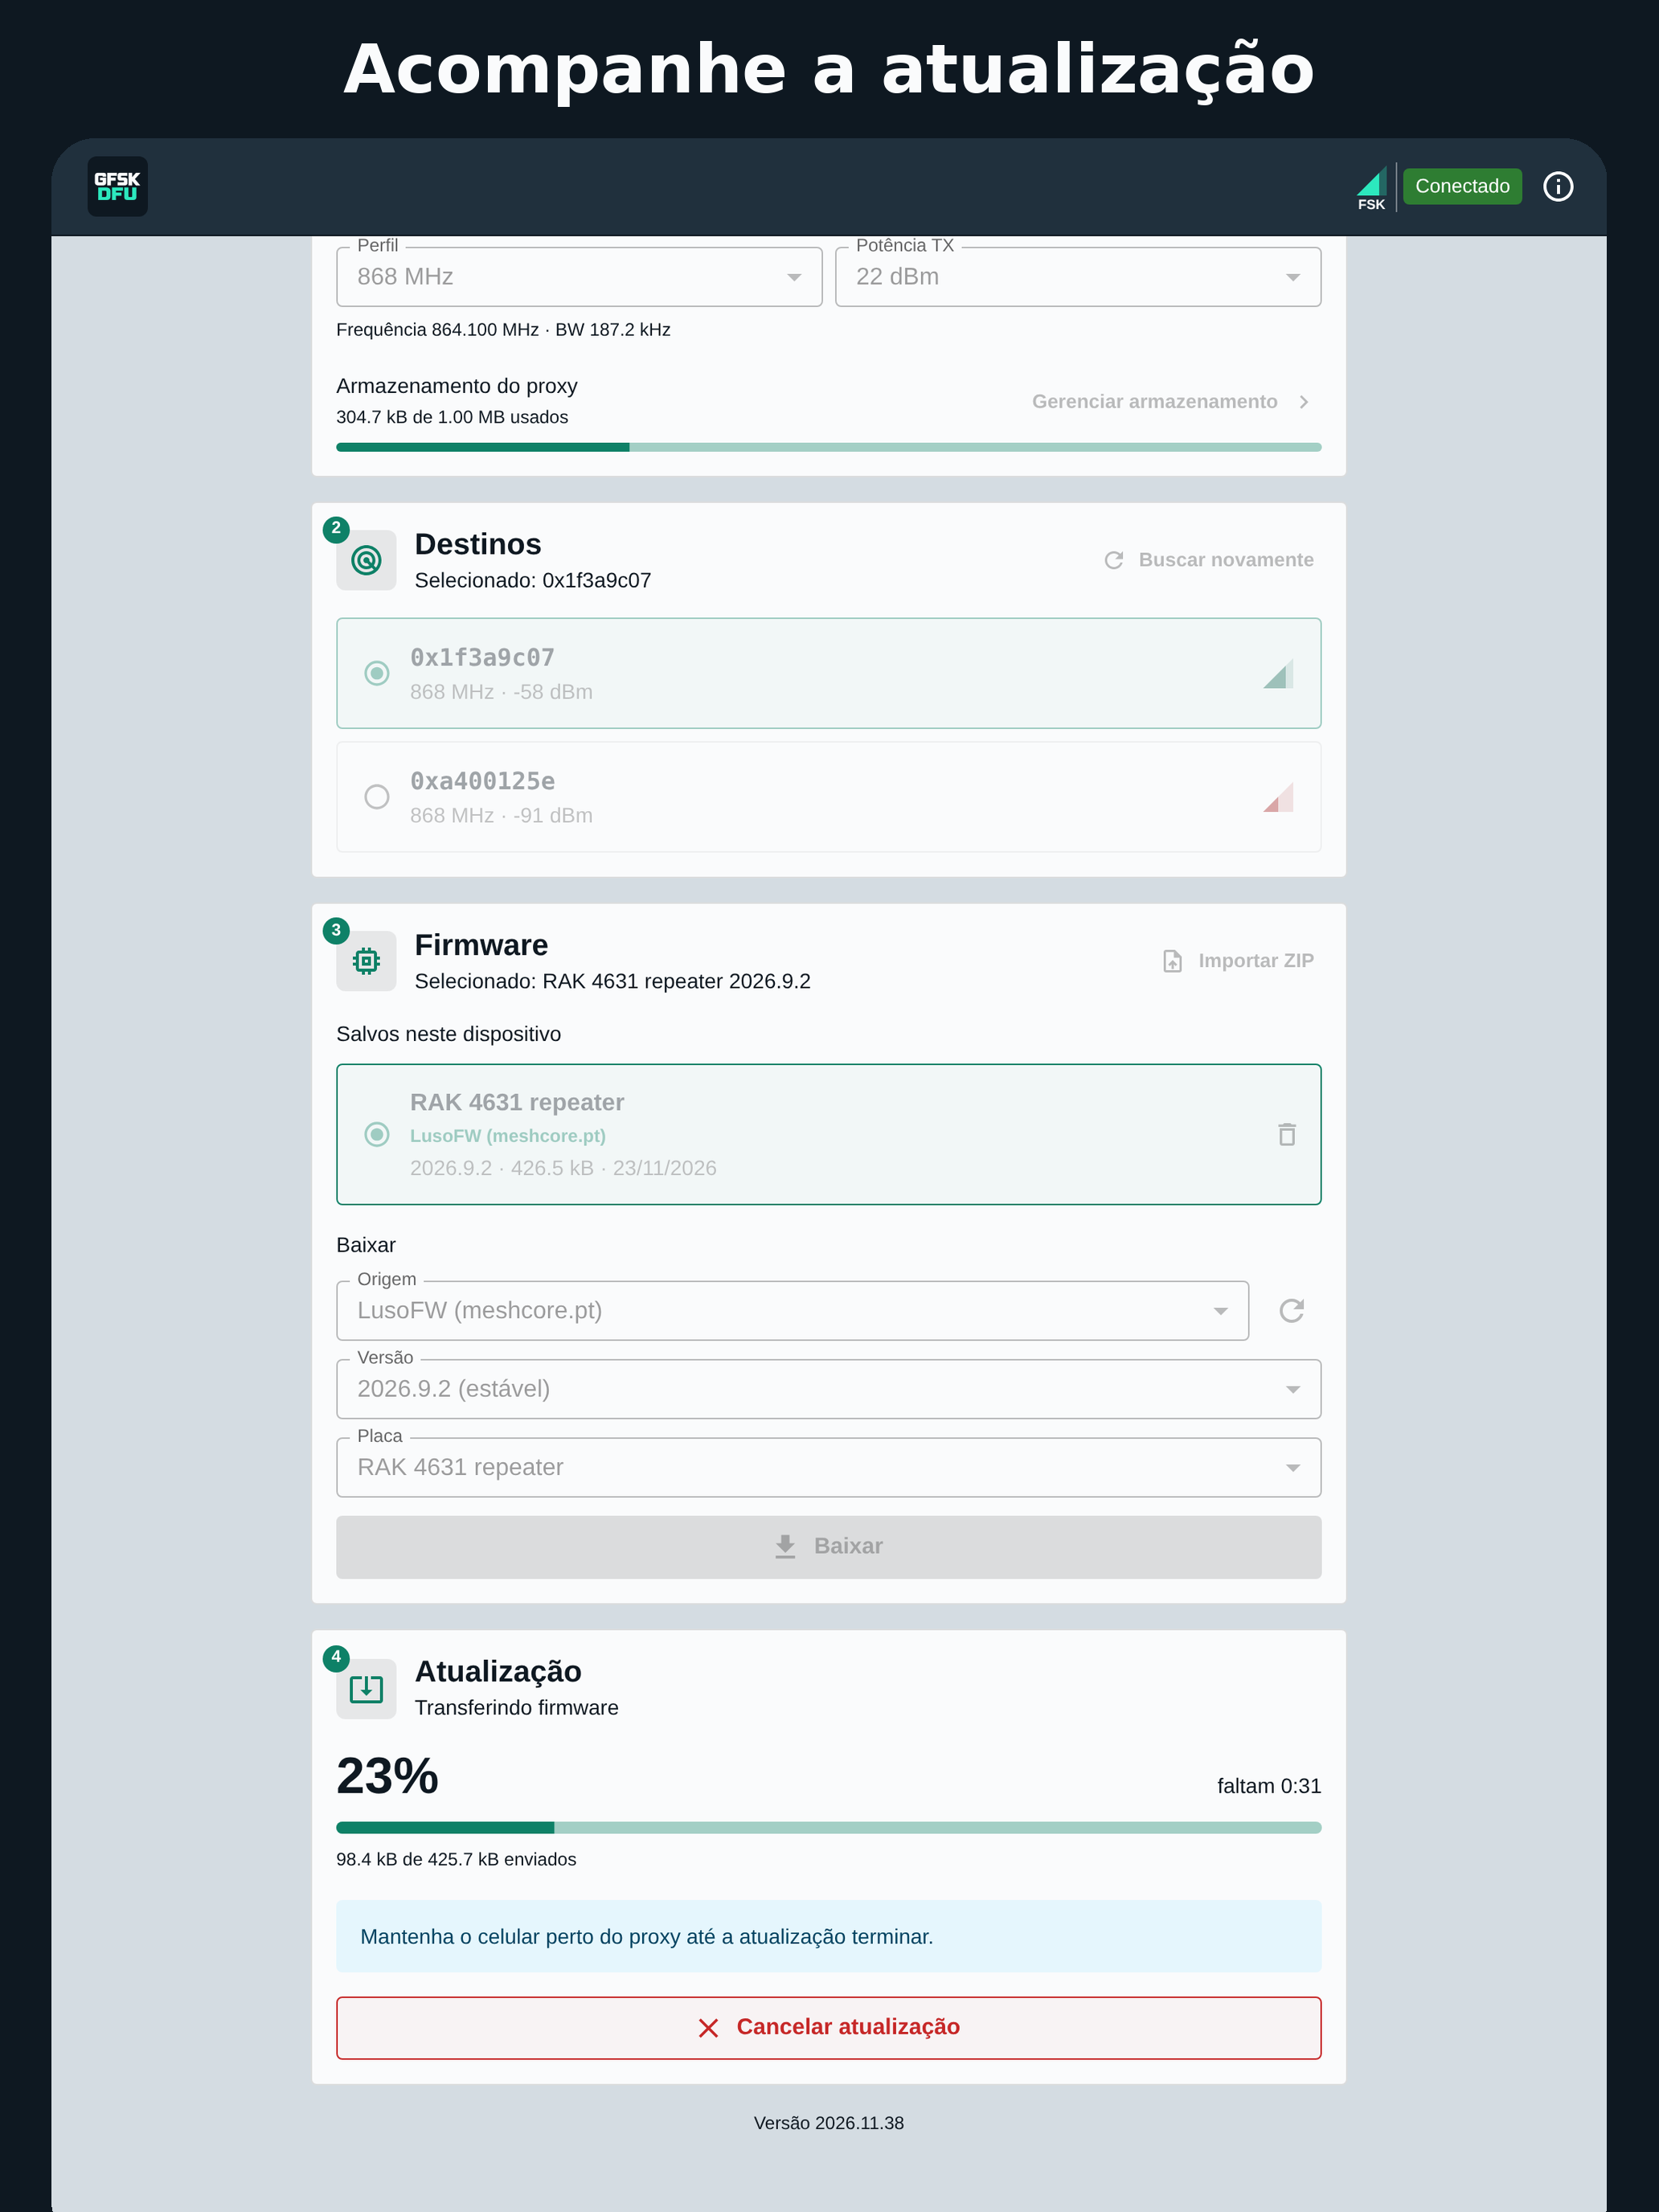 Acompanhe a atualização
GFSK
DFU
FSK
Conectado
Perfil
868 MHz
Potência TX
22 dBm
Frequência 864.100 MHz · BW 187.2 kHz
Armazenamento do proxy
304.7 kB de 1.00 MB usados
Gerenciar armazenamento
2
Destinos
Selecionado: 0x1f3a9c07
Buscar novamente
0x1f3a9c07
868 MHz · -58 dBm
0xa400125e
868 MHz · -91 dBm
3
Firmware
Selecionado: RAK 4631 repeater 2026.9.2
Importar ZIP
Salvos neste dispositivo
RAK 4631 repeater
LusoFW (meshcore.pt)
2026.9.2 · 426.5 kB · 23/11/2026
Baixar
Origem
LusoFW (meshcore.pt)
Versão
2026.9.2 (estável)
Placa
RAK 4631 repeater
Baixar
4
Atualização
Transferindo firmware
23%
faltam 0:31
98.4 kB de 425.7 kB enviados
Mantenha o celular perto do proxy até a atualização terminar.
Cancelar atualização
Versão 2026.11.38